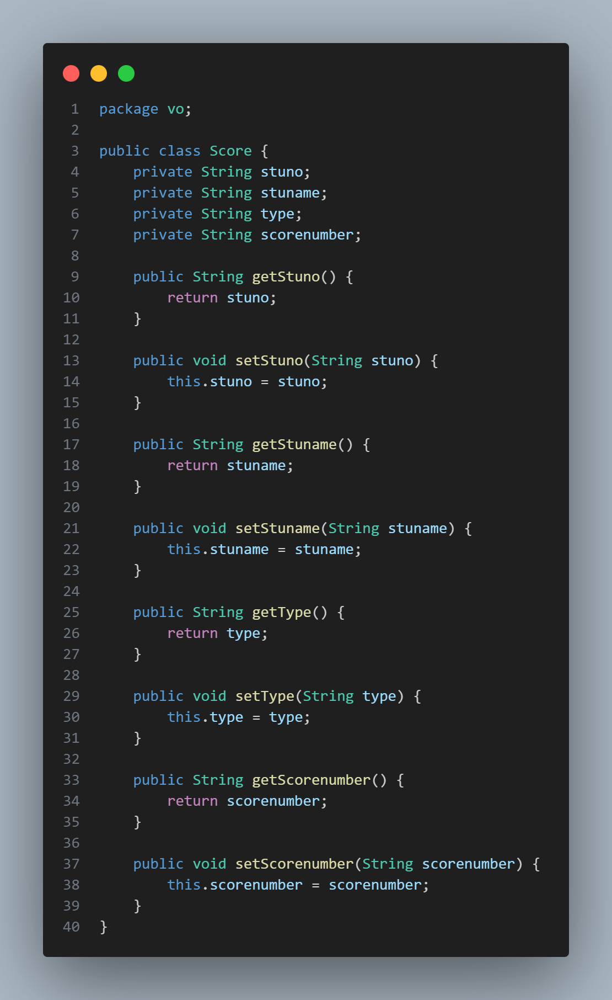 1 package vo;
2
3 public class Score {
4     private String stuno;
5     private String stuname;
6     private String type;
7     private String scorenumber;
8
9     public String getStuno() {
10         return stuno;
11     }
12
13     public void setStuno(String stuno) {
14         this.stuno = stuno;
15     }
16
17     public String getStuname() {
18         return stuname;
19     }
20
21     public void setStuname(String stuname) {
22         this.stuname = stuname;
23     }
24
25     public String getType() {
26         return type;
27     }
28
29     public void setType(String type) {
30         this.type = type;
31     }
32
33     public String getScorenumber() {
34         return scorenumber;
35     }
36
37     public void setScorenumber(String scorenumber) {
38         this.scorenumber = scorenumber;
39     }
40 }